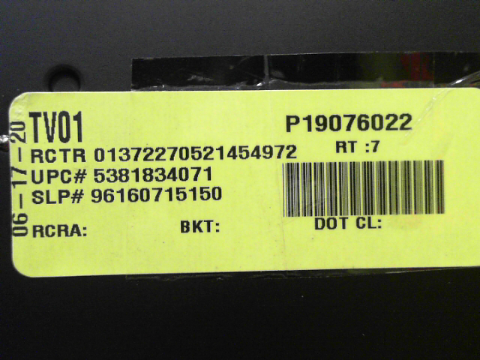 TV01 P19076022
RCTR 01372270521454972 RT :7
UPC# 5381834071
SLP# 96160715150
RCRA: BKT: DOT CL:
06-17-20